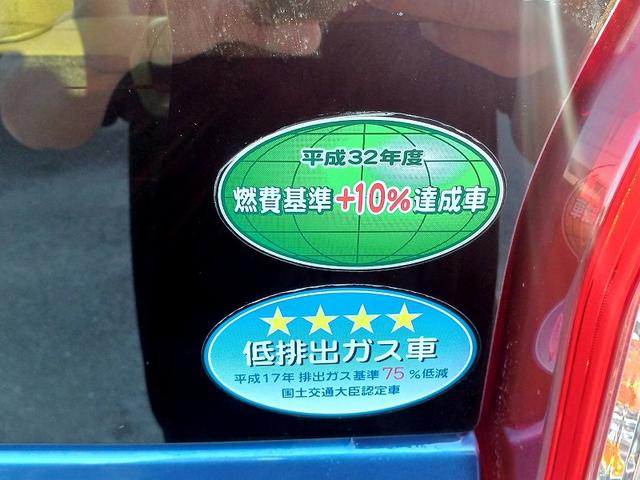 平成32年度
燃費基準+10%達成車
★★★★
低排出ガス車
平成17年 排出ガス基準75%低減
国土交通大臣認定車